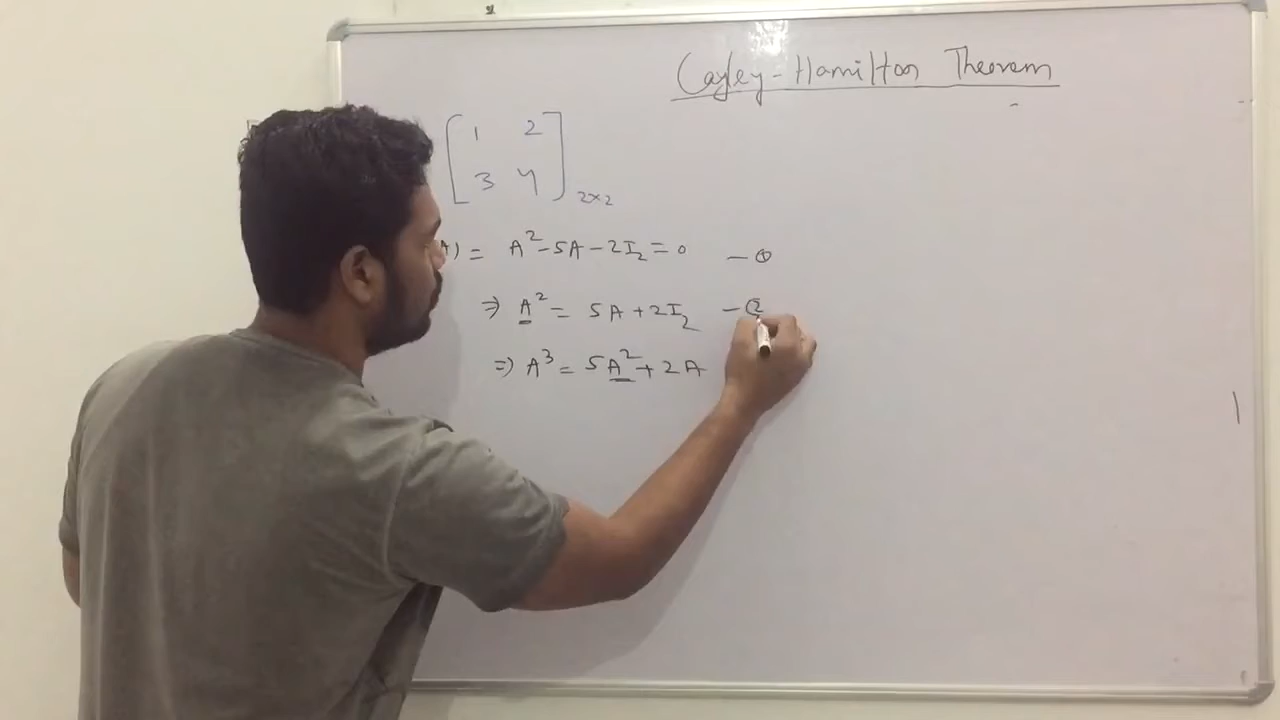 Cayley-Hamilton Theorem
[1 2
3 4]2×2
A) = A²-5A-2I₂=0 —①
⇒ A² = 5A+2I₂ —②
⇒ A³ = 5A²+2A